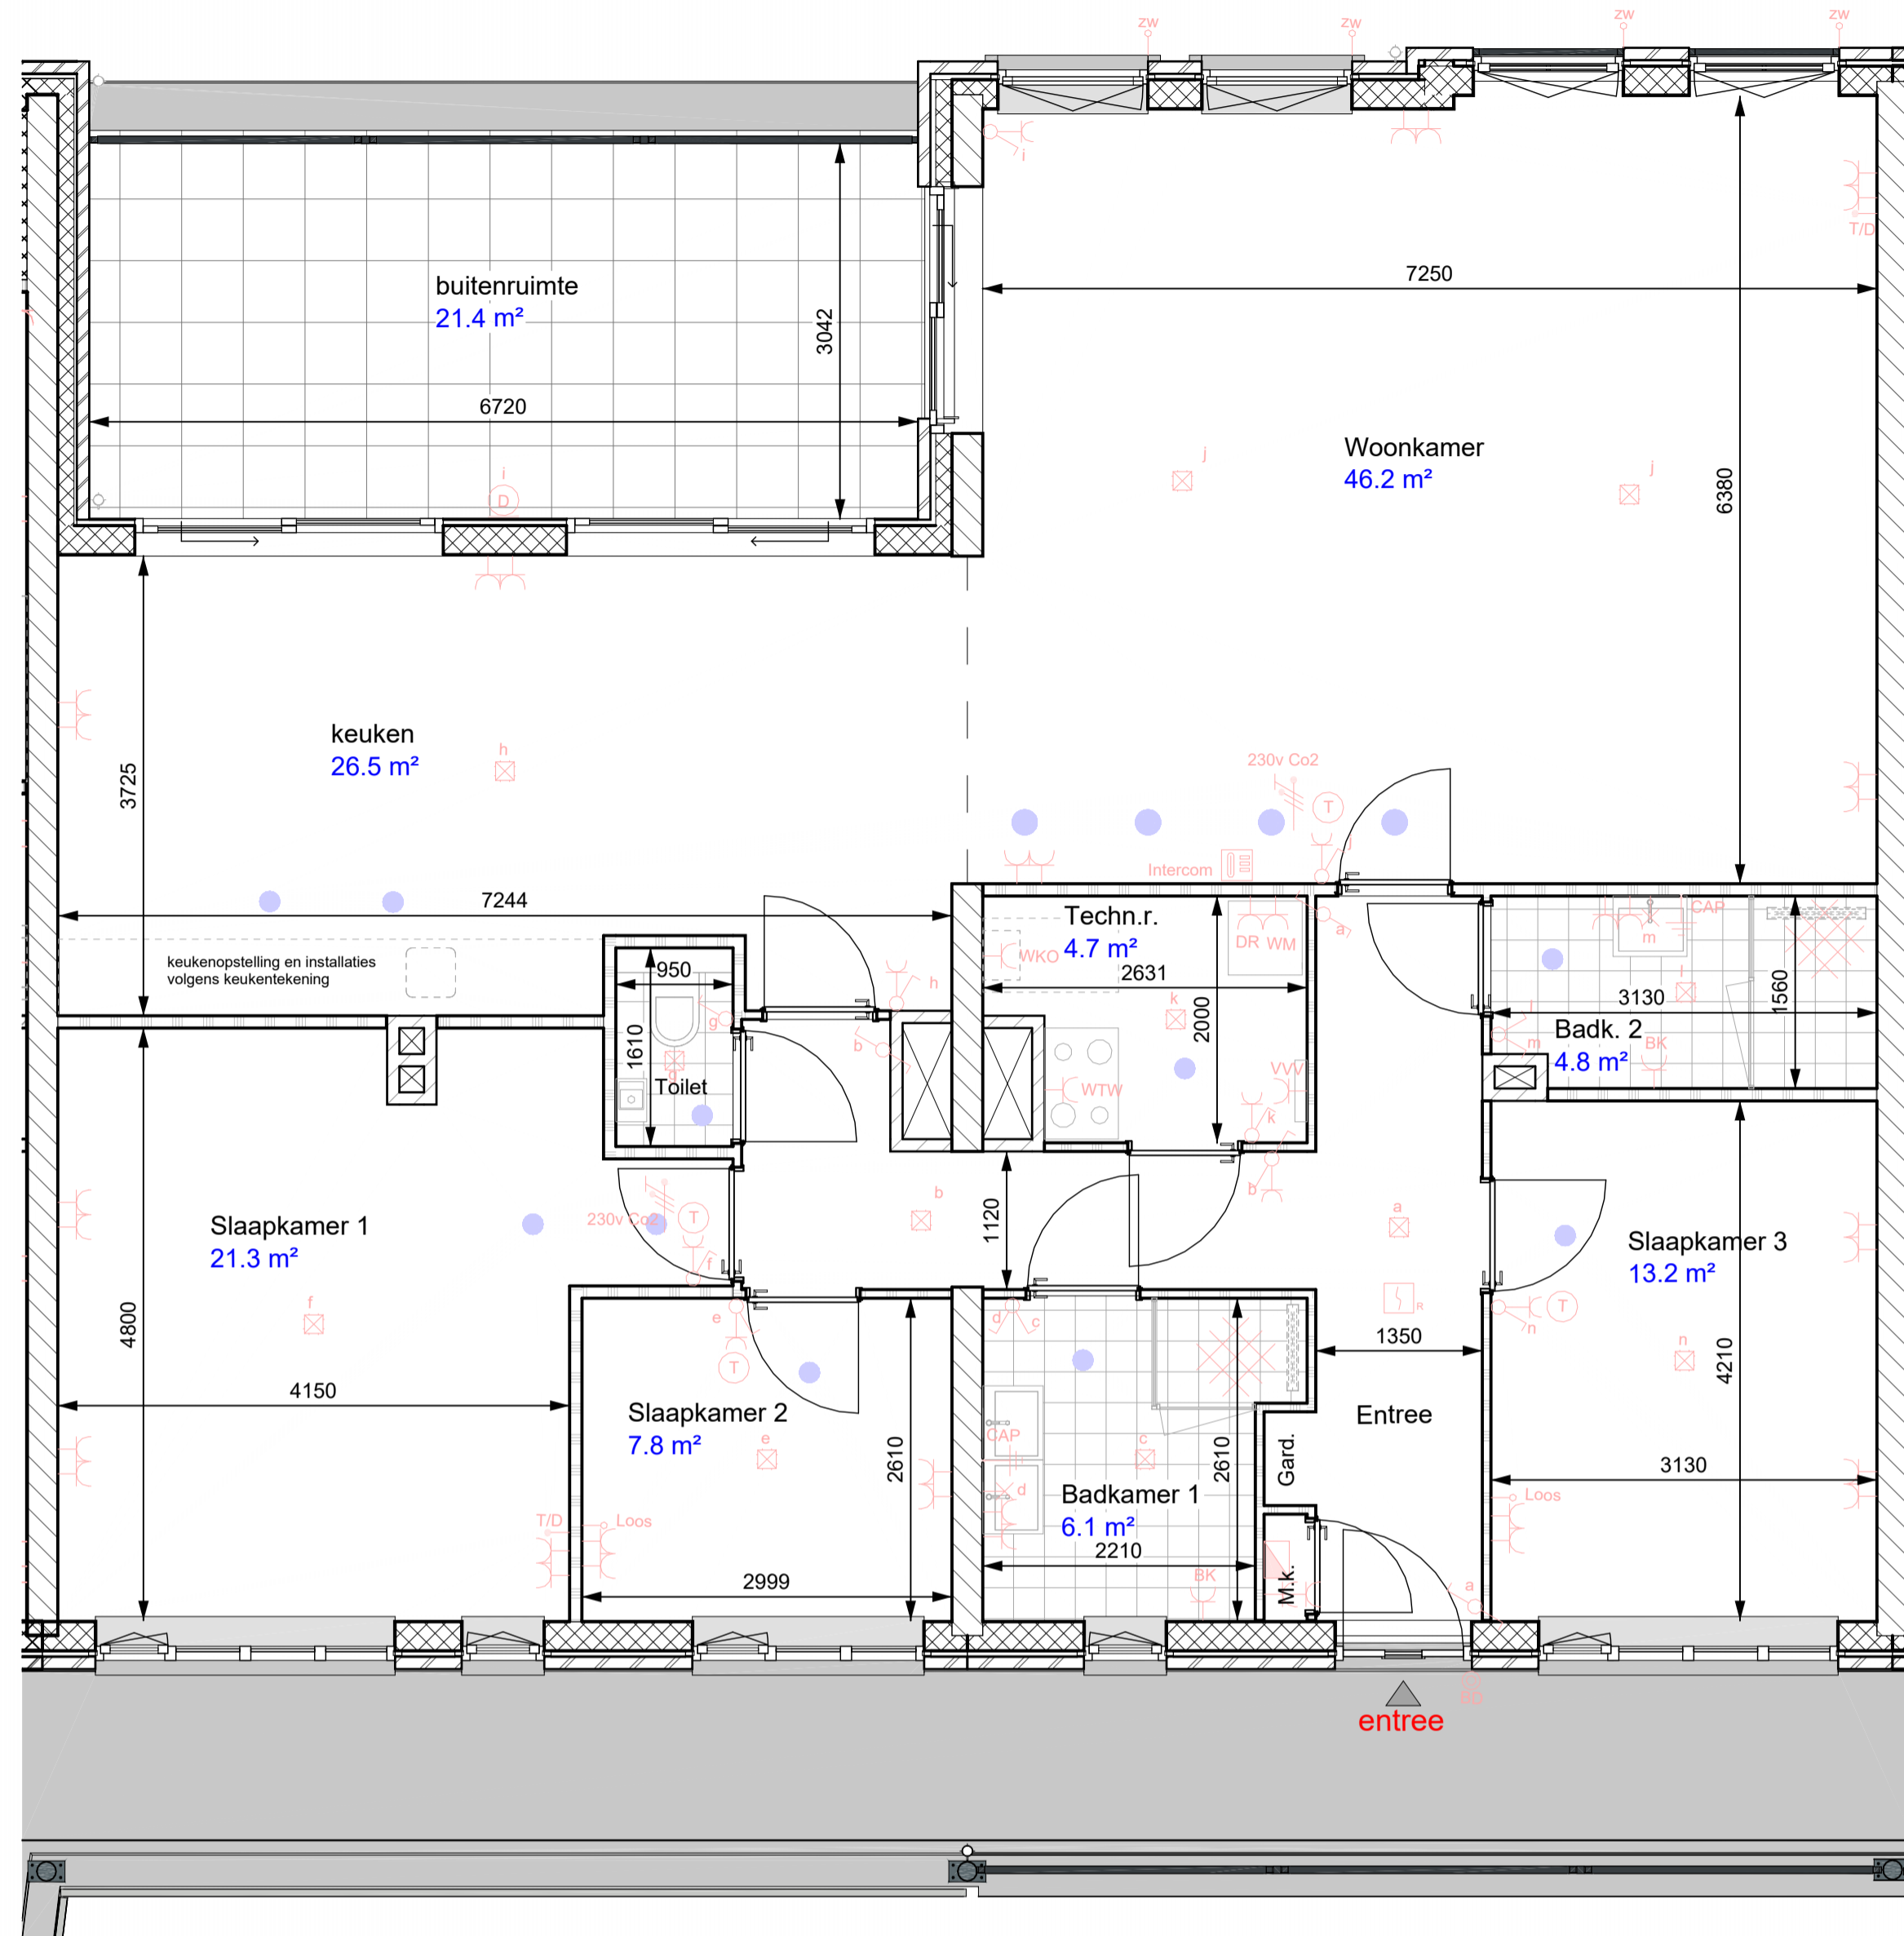 zw
zw
zw
zw
i
T/D
7250
buitenruimte
21.4 m²
3042
6720
i
D
Woonkamer
46.2 m²
j
j
6380
keuken
26.5 m²
h
3725
230v Co2
T
j
Intercom
7244
keukenopstelling en installaties
volgens keukentekening
950
1610
g
g
Toilet
h
b
Techn.r.
4.7 m²
WKO
2631
2000
DR
WM
a
k
WTW
VVV
k
b
CAP
m
l
3130
1560
Badk. 2
4.8 m²
m
BK
Slaapkamer 1
21.3 m²
230v Co2
T
f
b
1120
a
R
Slaapkamer 3
13.2 m²
T
n
n
4210
f
4800
4150
e
T
Slaapkamer 2
7.8 m²
e
2610
2999
T/D
Loos
d
c
CAP
d
c
Badkamer 1
6.1 m²
2210
2610
BK
Gard.
M.k.
1350
Entree
3130
Loos
a
BD
entree